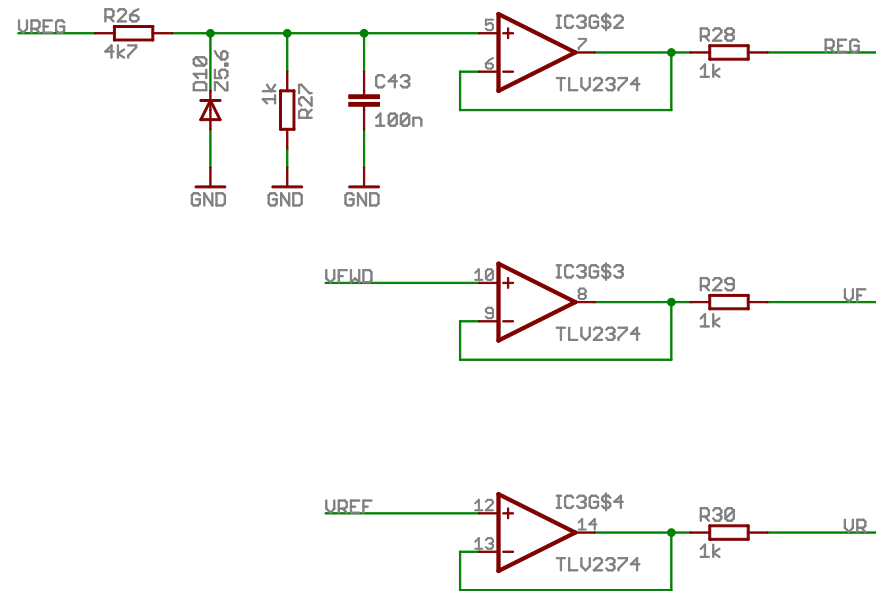 VREG
R26
4k7
D10
Z5.6
1k
R27
C43
100n
GND
GND
GND
5
6
7
IC3G$2
TLV2374
R28
1k
REG
VFWD
10
9
8
IC3G$3
TLV2374
R29
1k
VF
VREF
12
13
14
IC3G$4
TLV2374
R30
1k
VR